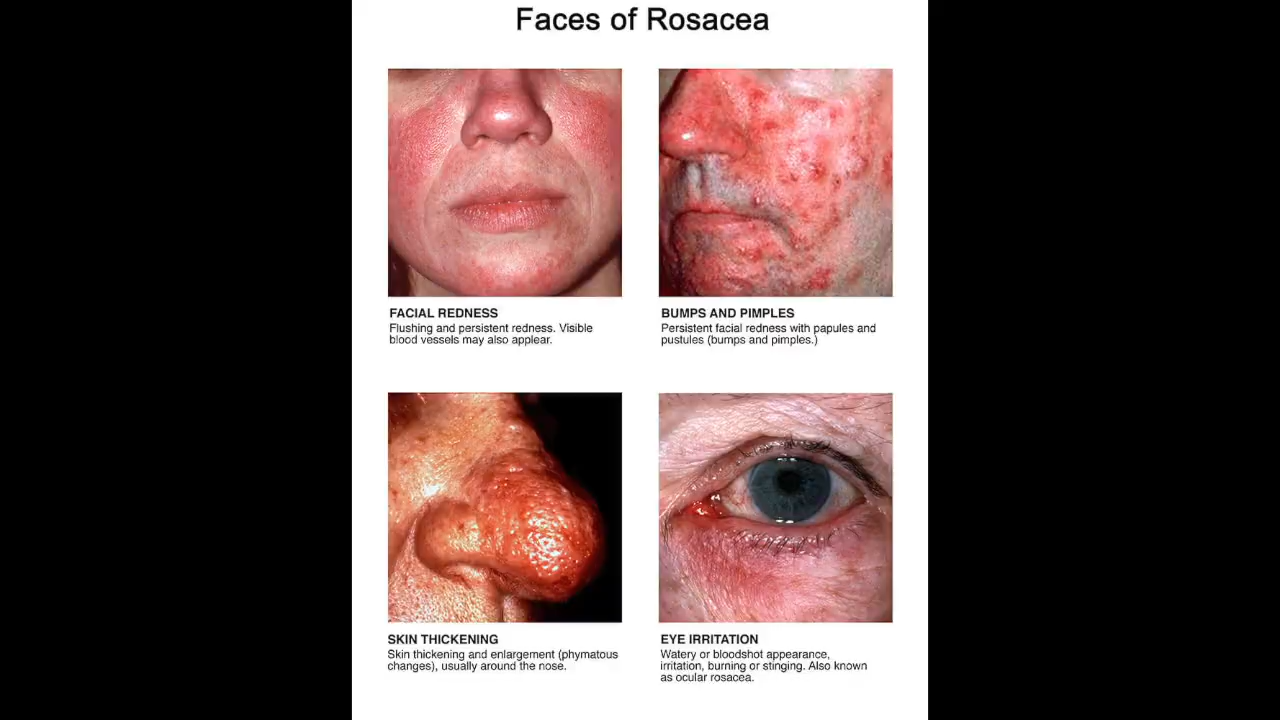 Faces of Rosacea
FACIAL REDNESS
Flushing and persistent redness. Visible
blood vessels may also applear.
BUMPS AND PIMPLES
Persistent facial redness with papules and
pustules (bumps and pimples.)
SKIN THICKENING
Skin thickening and enlargement (phymatous
changes), usually around the nose.
EYE IRRITATION
Watery or bloodshot appearance,
irritation, burning or stinging. Also known
as ocular rosacea.